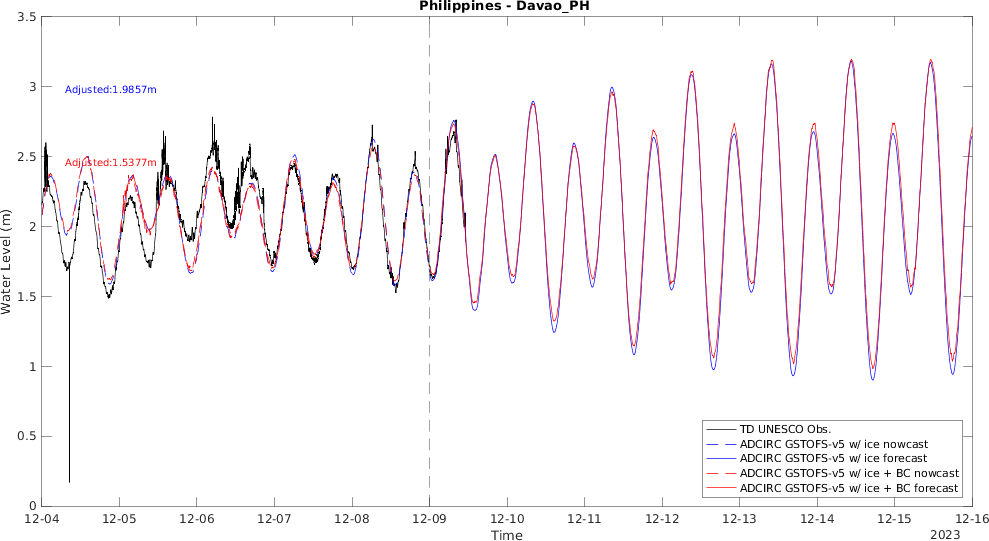 Philippines - Davao_PH
3.5
3
2.5
2
1.5
1
0.5
0
Water Level (m)
Adjusted:1.9857m
Adjusted:1.5377m
TD UNESCO Obs.
ADCIRC GSTOFS-v5 w/ ice nowcast
ADCIRC GSTOFS-v5 w/ ice forecast
ADCIRC GSTOFS-v5 w/ ice + BC nowcast
ADCIRC GSTOFS-v5 w/ ice + BC forecast
12-04 12-05 12-06 12-07 12-08 12-09 12-10 12-11 12-12 12-13 12-14 12-15 12-16
Time
2023